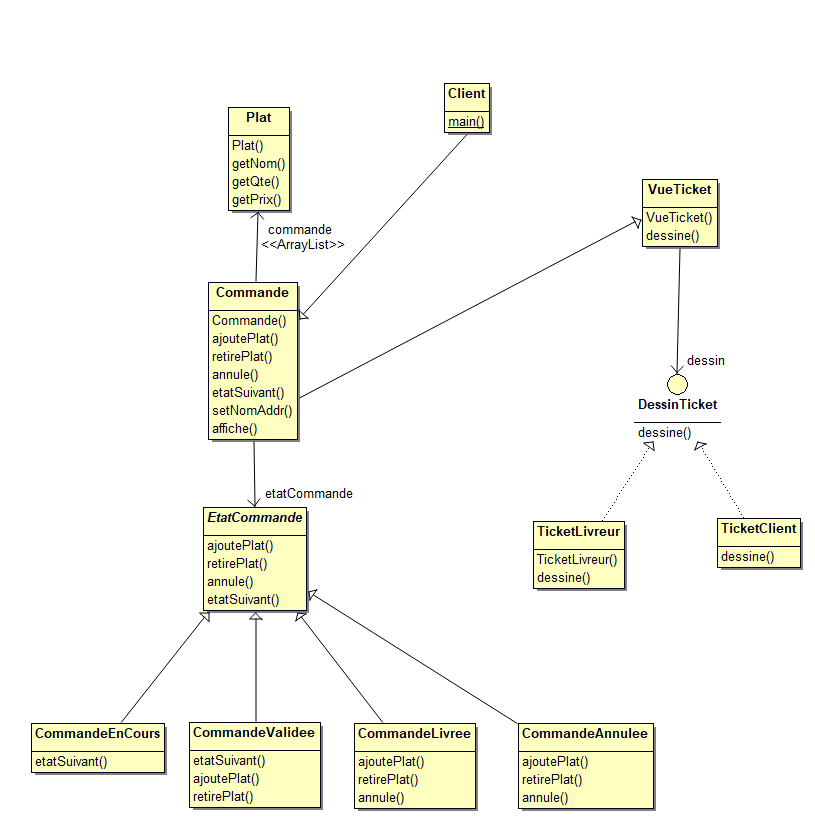 Client
main()
Plat
Plat()
getNom()
getQte()
getPrix()
VueTicket
VueTicket()
dessine()
commande
<<ArrayList>>
Commande
Commande()
ajoutePlat()
retirePlat()
annule()
etatSuivant()
setNomAddr()
affiche()
dessin
DessinTicket
dessine()
etatCommande
EtatCommande
ajoutePlat()
retirePlat()
annule()
etatSuivant()
TicketLivreur
TicketLivreur()
dessine()
TicketClient
dessine()
CommandeEnCours
etatSuivant()
CommandeValidee
etatSuivant()
ajoutePlat()
retirePlat()
CommandeLivree
ajoutePlat()
retirePlat()
annule()
CommandeAnnulee
ajoutePlat()
retirePlat()
annule()